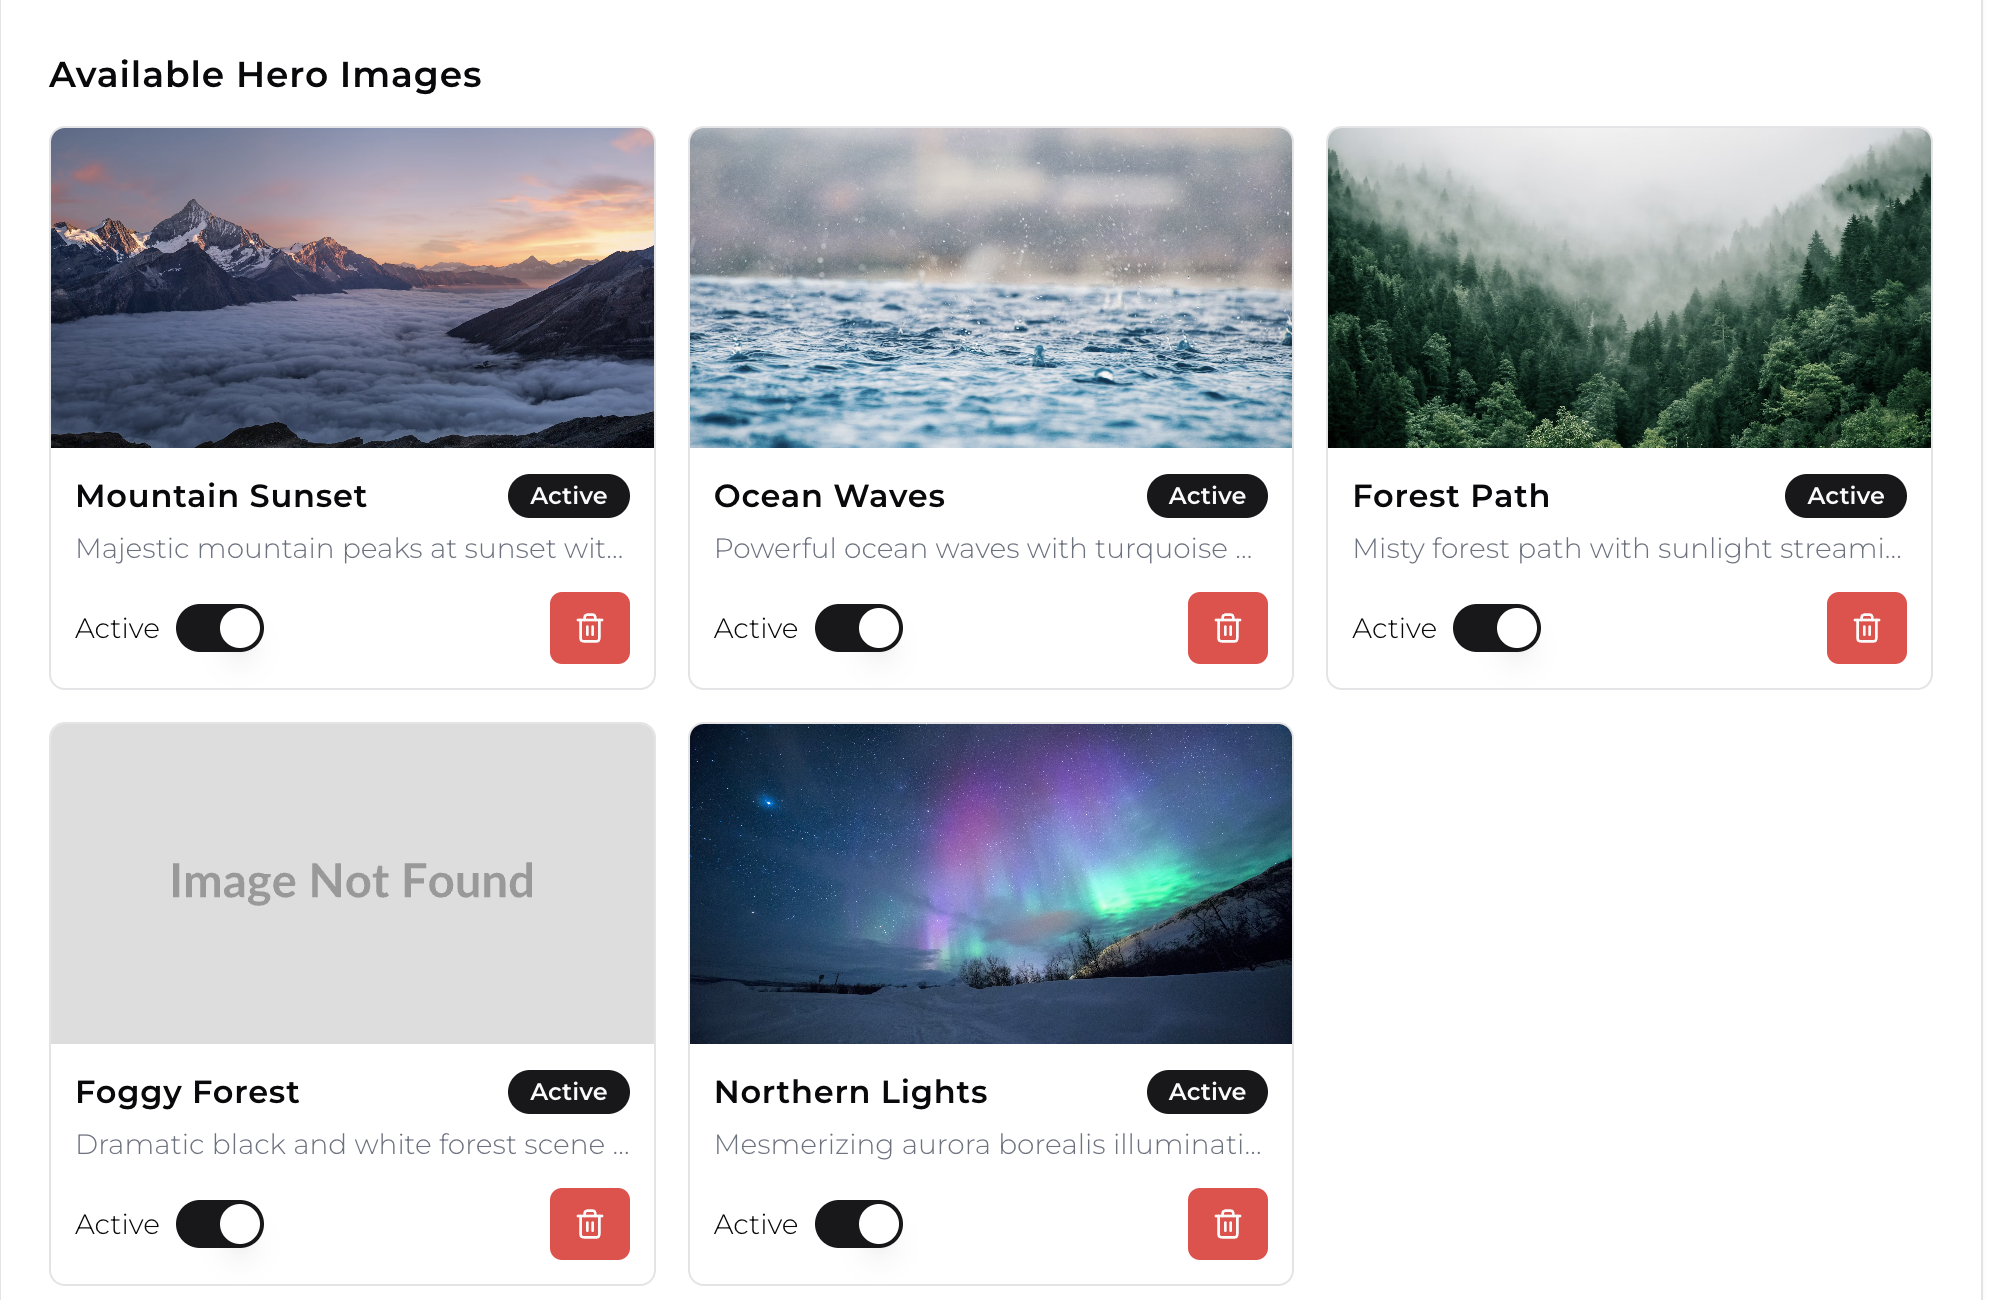 Available Hero Images
Mountain Sunset
Active
Majestic mountain peaks at sunset wit...
Active
Ocean Waves
Active
Powerful ocean waves with turquoise ...
Active
Forest Path
Active
Misty forest path with sunlight streami...
Active
Image Not Found
Foggy Forest
Active
Dramatic black and white forest scene ...
Active
Northern Lights
Active
Mesmerizing aurora borealis illuminati...
Active